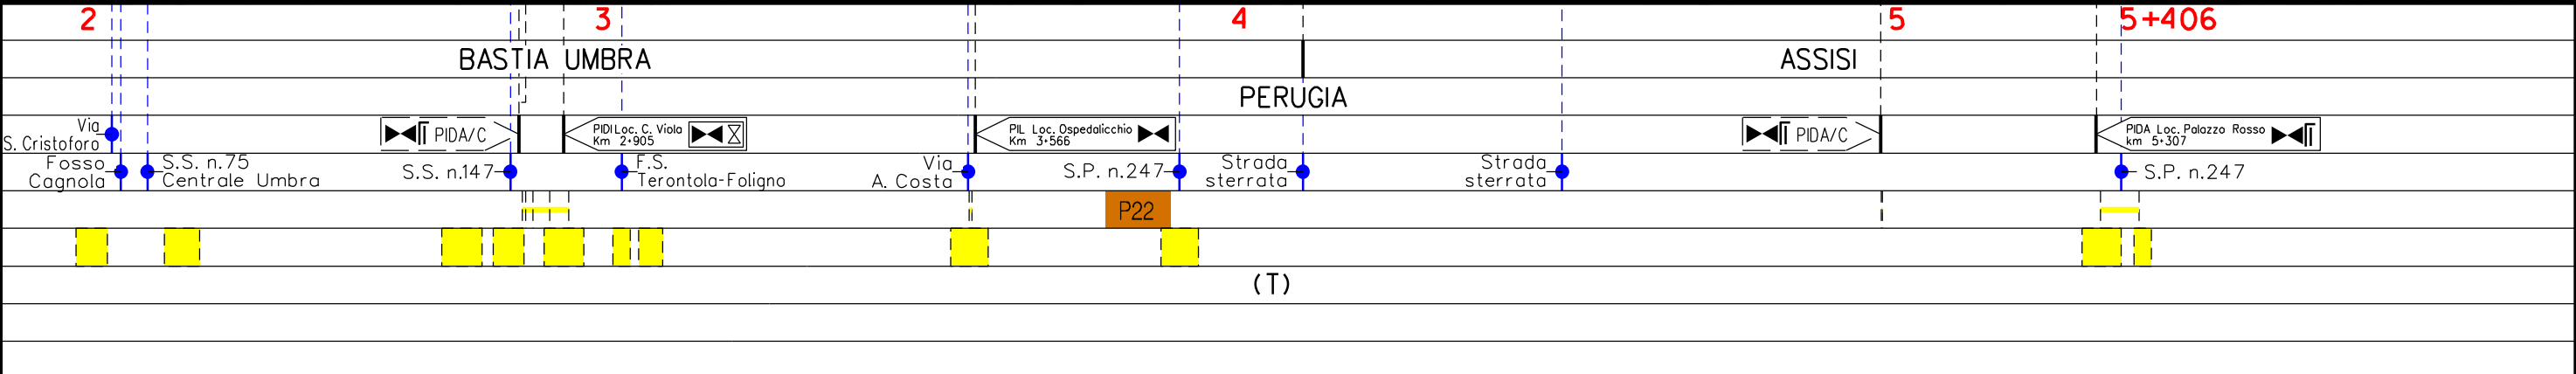 2 3 4 5 5+406
BASTIA UMBRA ASSISI
PERUGIA
Via
S. Cristoforo
PIDA/C
PIDI Loc. C. Viola
Km 2+905
PIL Loc. Ospedalicchio
Km 3+566
PIDA/C
PIDA Loc. Palazzo Rosso
km 5+307
Fosso
Cagnola
S.S. n.75
Centrale Umbra
S.S. n.147
F.S.
Terontola-Foligno
Via
A. Costa
S.P. n.247
Strada
sterrata
Strada
sterrata
S.P. n.247
P22
(T)